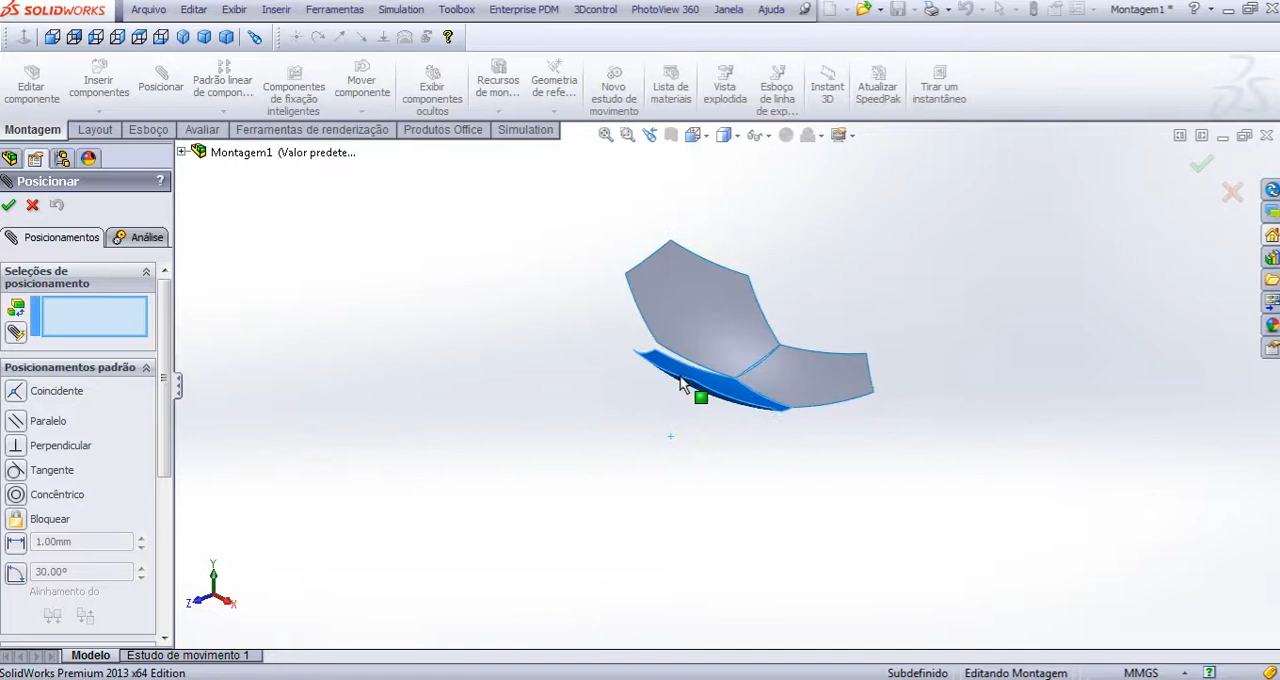 SOLIDWORKS Arquivo Editar Exibir Inserir Ferramentas Simulation Toolbox Enterprise PDM 3Dcontrol PhotoView 360 Janela Ajuda Montagem1 *
Editar componente
Inserir componentes
Posicionar
Padrão linear de compon...
Componentes de fixação inteligentes
Mover componente
Exibir componentes ocultos
Recursos de mon...
Geometria de refe...
Novo estudo de movimento
Lista de materiais
Vista explodida
Esboço de linha de exp...
Instant 3D
Atualizar SpeedPak
Tirar um instantâneo
Montagem Layout Esboço Avaliar Ferramentas de renderização Produtos Office Simulation
Montagem1 (Valor predete...
Posicionar ?
Posicionamentos Análise
Seleções de
posicionamento
Posicionamentos padrão
Coincidente
Paralelo
Perpendicular
Tangente
Concêntrico
Bloquear
1.00mm
30.00º
Alinhamento do
Y
Z X
Modelo Estudo de movimento 1
SolidWorks Premium 2013 x64 Edition Subdefinido Editando Montagem MMGS